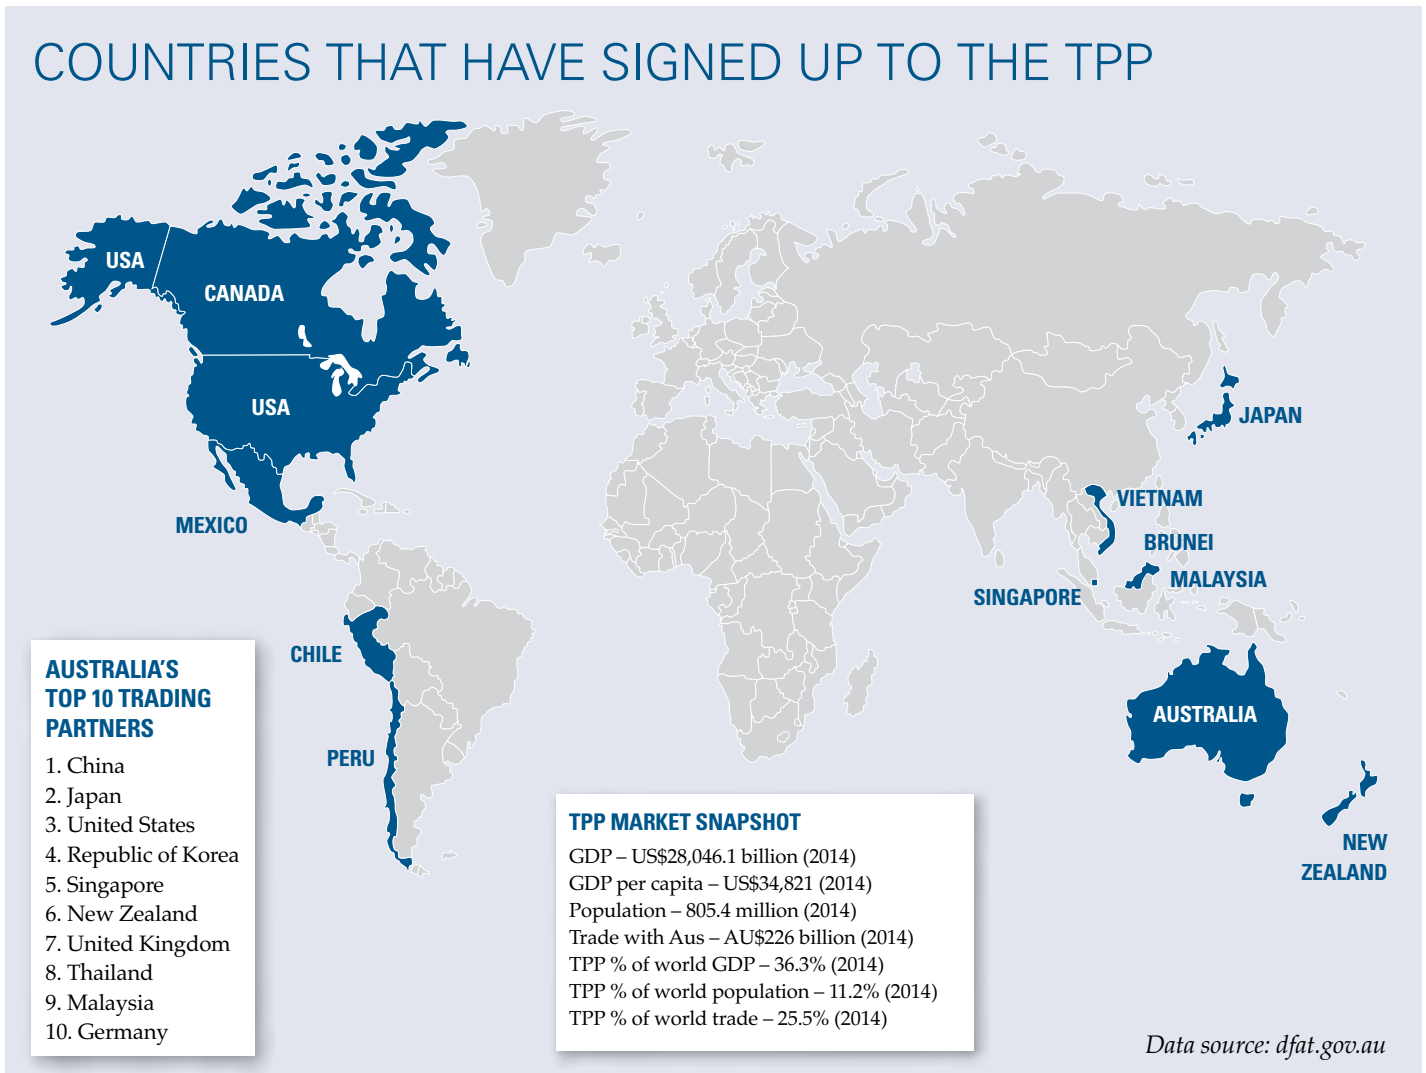 COUNTRIES THAT HAVE SIGNED UP TO THE TPP
USA
CANADA
USA
MEXICO
JAPAN
VIETNAM
BRUNEI
MALAYSIA
SINGAPORE
CHILE
PERU
AUSTRALIA
NEW
ZEALAND
AUSTRALIA'S
TOP 10 TRADING
PARTNERS
1. China
2. Japan
3. United States
4. Republic of Korea
5. Singapore
6. New Zealand
7. United Kingdom
8. Thailand
9. Malaysia
10. Germany
TPP MARKET SNAPSHOT
GDP – US$28,046.1 billion (2014)
GDP per capita – US$34,821 (2014)
Population – 805.4 million (2014)
Trade with Aus – AU$226 billion (2014)
TPP % of world GDP – 36.3% (2014)
TPP % of world population – 11.2% (2014)
TPP % of world trade – 25.5% (2014)
Data source: dfat.gov.au